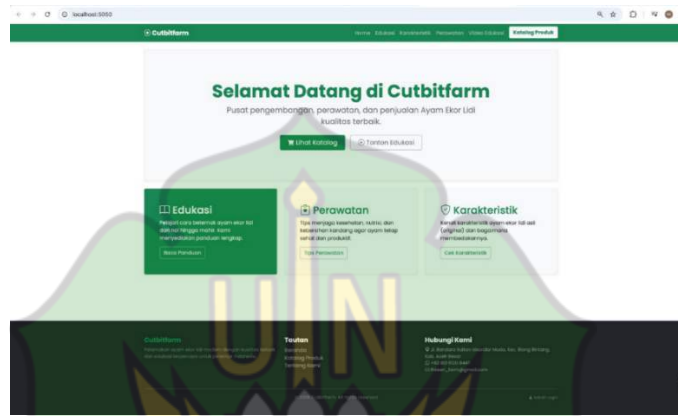 localhost:5050
Cutbitfarm
Home Edukasi Karakteristik Perawatan Video Edukasi Katalog Produk
Selamat Datang di Cutbitfarm
Pusat pengembangan, perawatan, dan penjualan Ayam Ekor Lidi
kualitas terbaik.
Lihat Katalog
Tonton Edukasi
Edukasi
Pelajari cara beternak ayam ekor lidi
dari nol hingga mahir. Kami
menyediakan panduan lengkap.
Baca Panduan
Perawatan
Tips menjaga kesehatan, nutrisi, dan
kebersihan kandang agar ayam tetap
sehat dan produktif.
Tips Perawatan
Karakteristik
Kenali karakteristik ayam ekor lidi asli
(original) dan bagaimana
membedakannya.
Cek Karakteristik
UIN
Cutbitfarm
Tautan
Beranda
Katalog Produk
Tentang Kami
Hubungi Kami